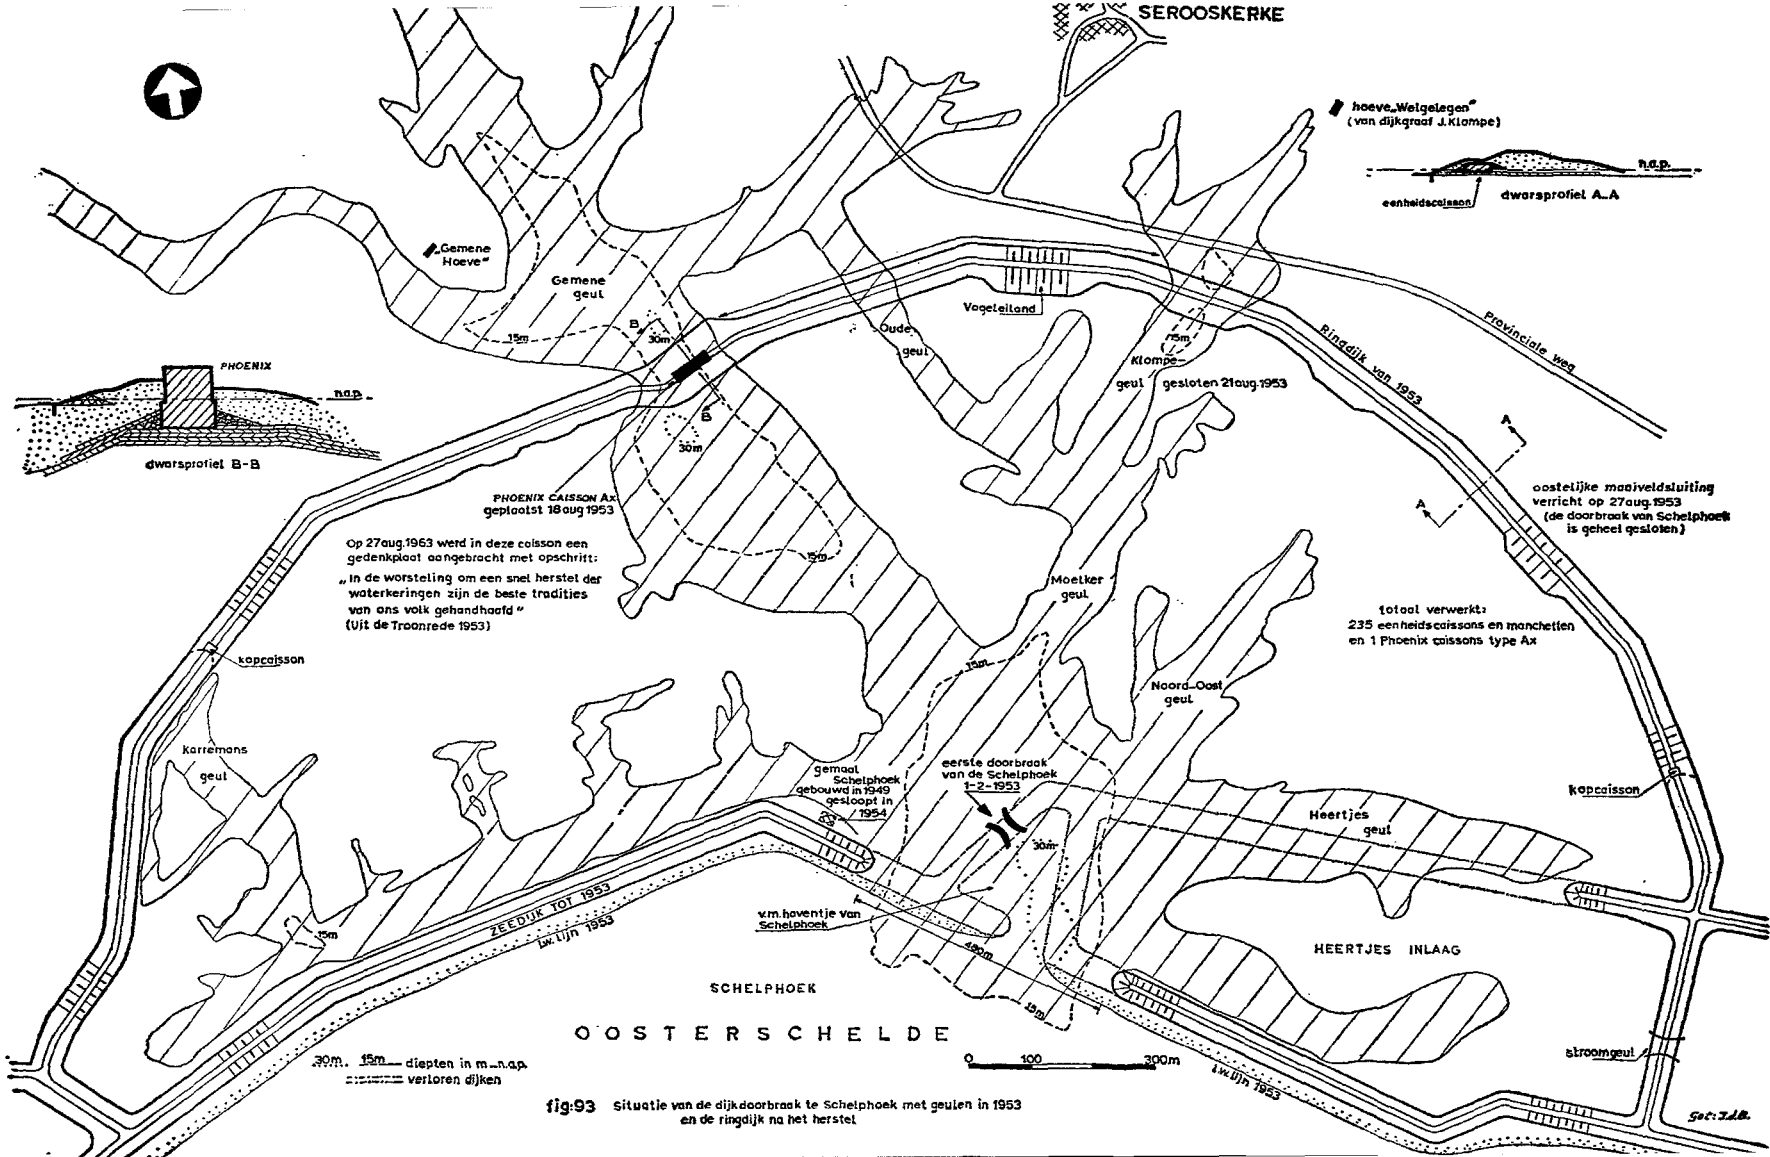 SEROOSKERKE
hoeve „Welgelegen"
(van dijkgraaf J. Klompe)
n.a.p.
eenheidscaisson
dwarsprofiel A-A
„Gemene
Hoeve"
Gemene
geul
15m
B
30m
B
30m
15m
Vogeleiland
Oude
geul
15m
Klompe-
geul gesloten 21 aug. 1953
Ringdijk van 1953
Provinciale weg
PHOENIX
n.a.p.
dwarsprofiel B-B
A
A
oostelijke maaiveldsluiting
verricht op 27 aug. 1953
(de doorbraak van Schelphoek
is geheel gesloten)
PHOENIX CAISSON Ax
geplaatst 18 aug 1953
Op 27 aug. 1963 werd in deze caisson een
gedenkplaat aangebracht met opschrift:
„In de worsteling om een snel herstel der
waterkeringen zijn de beste tradities
van ons volk gehandhaafd"
(Uit de Troonrede 1953)
Moelker
geul
totaal verwerkt:
235 eenheidscaissons en manchetten
en 1 Phoenix caissons type Ax
kapcaisson
15m
Noord-Oost
geul
Karremans
geul
gemaal
Schelphoek
gebouwd in 1949
gesloopt in
1954
eerste doorbraak
van de Schelphoek
1-2-1953
kapcaisson
Heertjes
geul
30m
ZEEDIJK TOT 1953
l.w. lijn 1953
15m
v.m. haventje van
Schelphoek
400m
HEERTJES INLAAG
SCHELPHOEK
15m
OOSTERSCHELDE
stroomgeul
30m. 15m diepten in m -n.a.p.
verloren dijken
0 100 300m
l.w. lijn 1953
fig:93 Situatie van de dijkdoorbraak te Schelphoek met geulen in 1953
en de ringdijk na het herstel
Get: J.d.B.